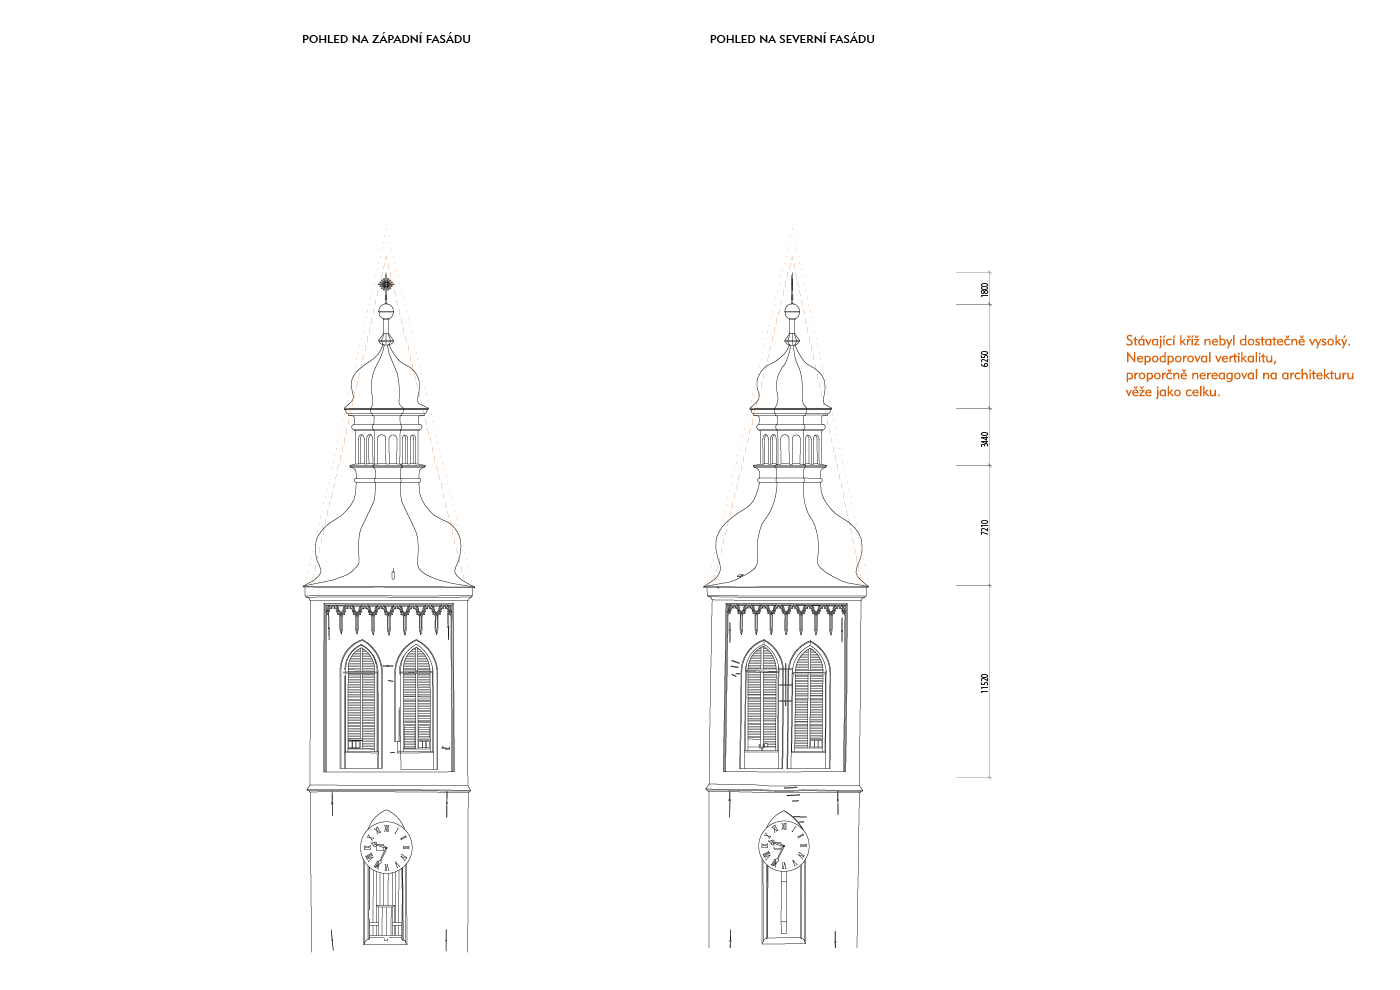 POHLED NA ZÁPADNÍ FASÁDU
POHLED NA SEVERNÍ FASÁDU
1800
6250
3440
7210
11520
Stávající kříž nebyl dostatečně vysoký.
Nepodporoval vertikalitu,
proporčně nereagoval na architekturu
věže jako celku.